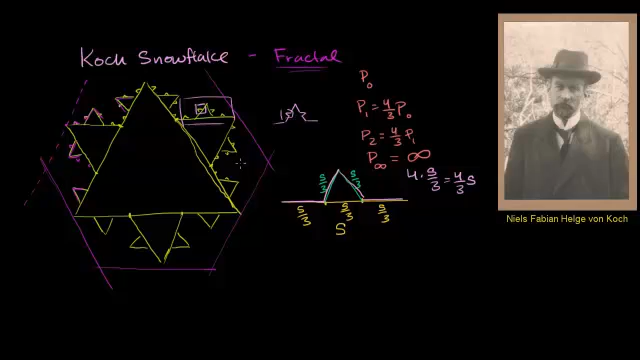 Koch Snowflake - Fractal
P₀
P₁ = 4/3 P₀
P₂ = 4/3 P₁
P∞ = ∞
s/3 s/3
4 · s/3 = 4/3 s
s/3 s/3 s/3
S
Niels Fabian Helge von Koch